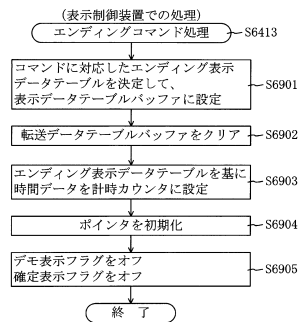 (表示制御装置での処理)
エンディングコマンド処理
S6413
コマンドに対応したエンディング表示
データテーブルを決定して、
表示データテーブルバッファに設定
S6901
転送データテーブルバッファをクリア
S6902
エンディング表示データテーブルを基に
時間データを計時カウンタに設定
S6903
ポインタを初期化
S6904
デモ表示フラグをオフ
確定表示フラグをオフ
S6905
終 了